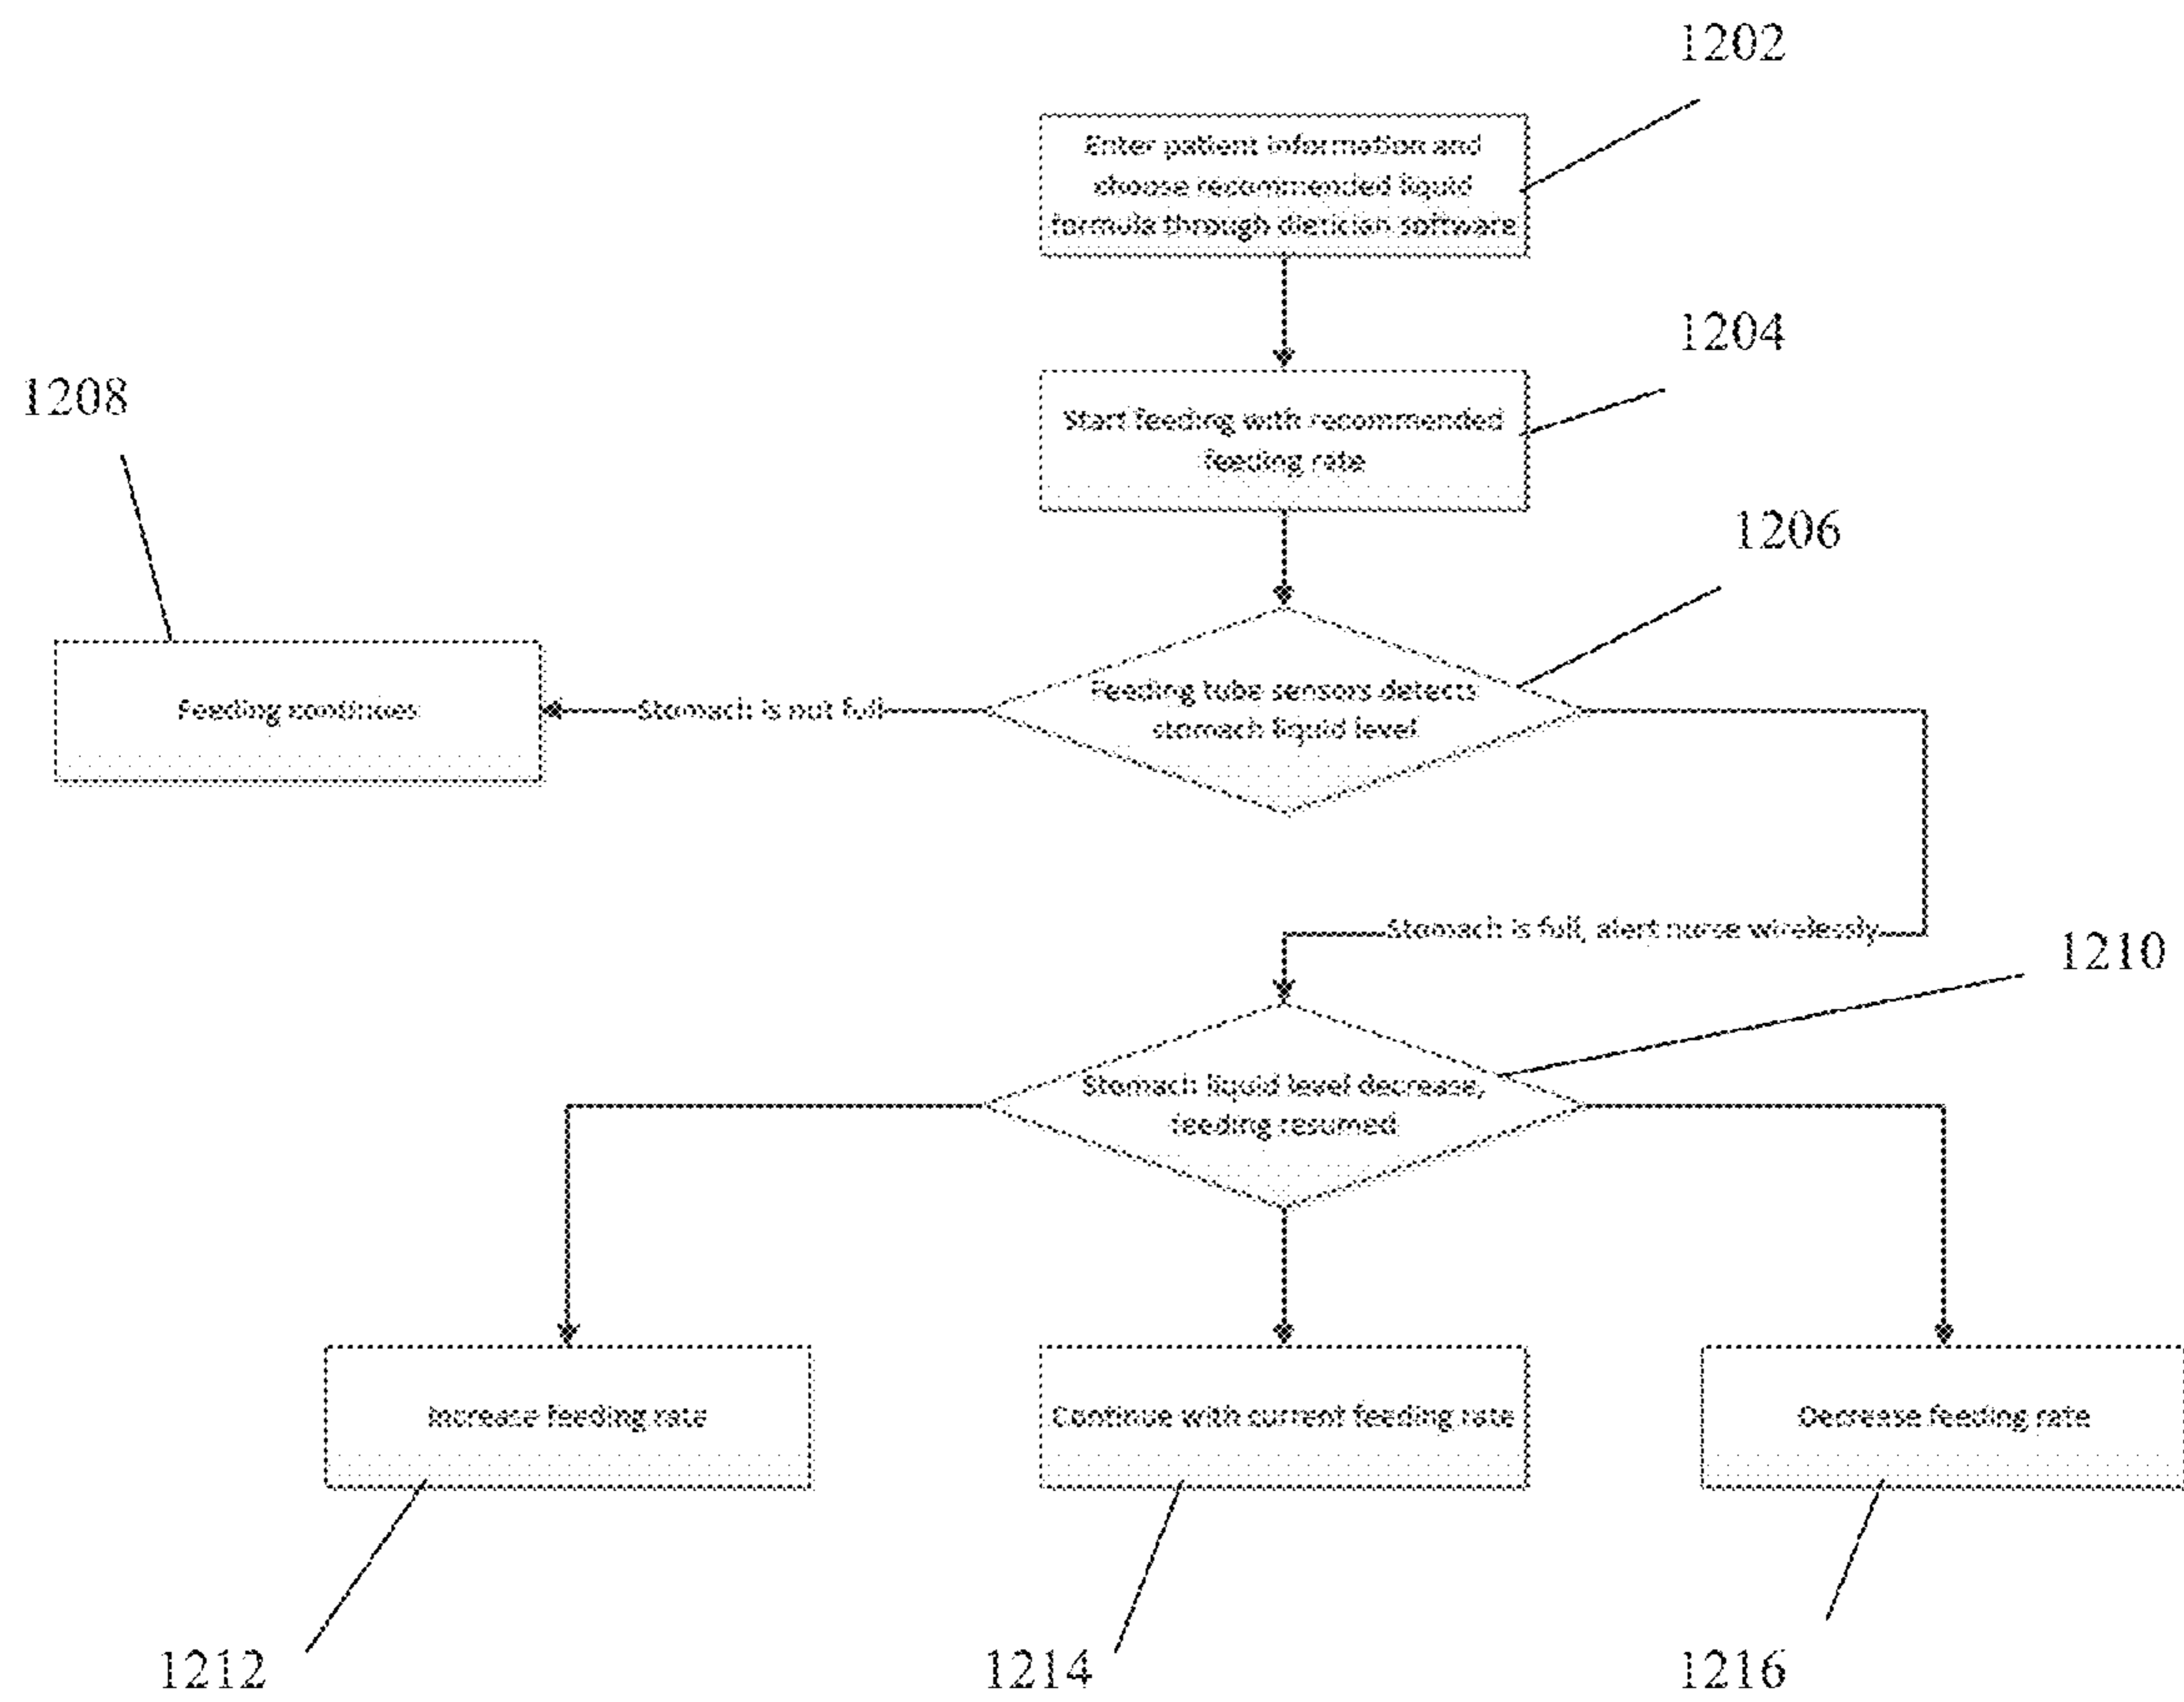 1202
Enter patient information and
choose recommended liquid
formula through dietician software
1204
Start feeding with recommended
feeding rate
1208
1206
Feeding continues
Stomach is not full
Feeding tube sensors detects
stomach liquid level
Stomach is full, alert nurse wirelessly
1210
Stomach liquid level decrease,
feeding resumed
Increase feeding rate
Continue with current feeding rate
Decrease feeding rate
1212
1214
1216